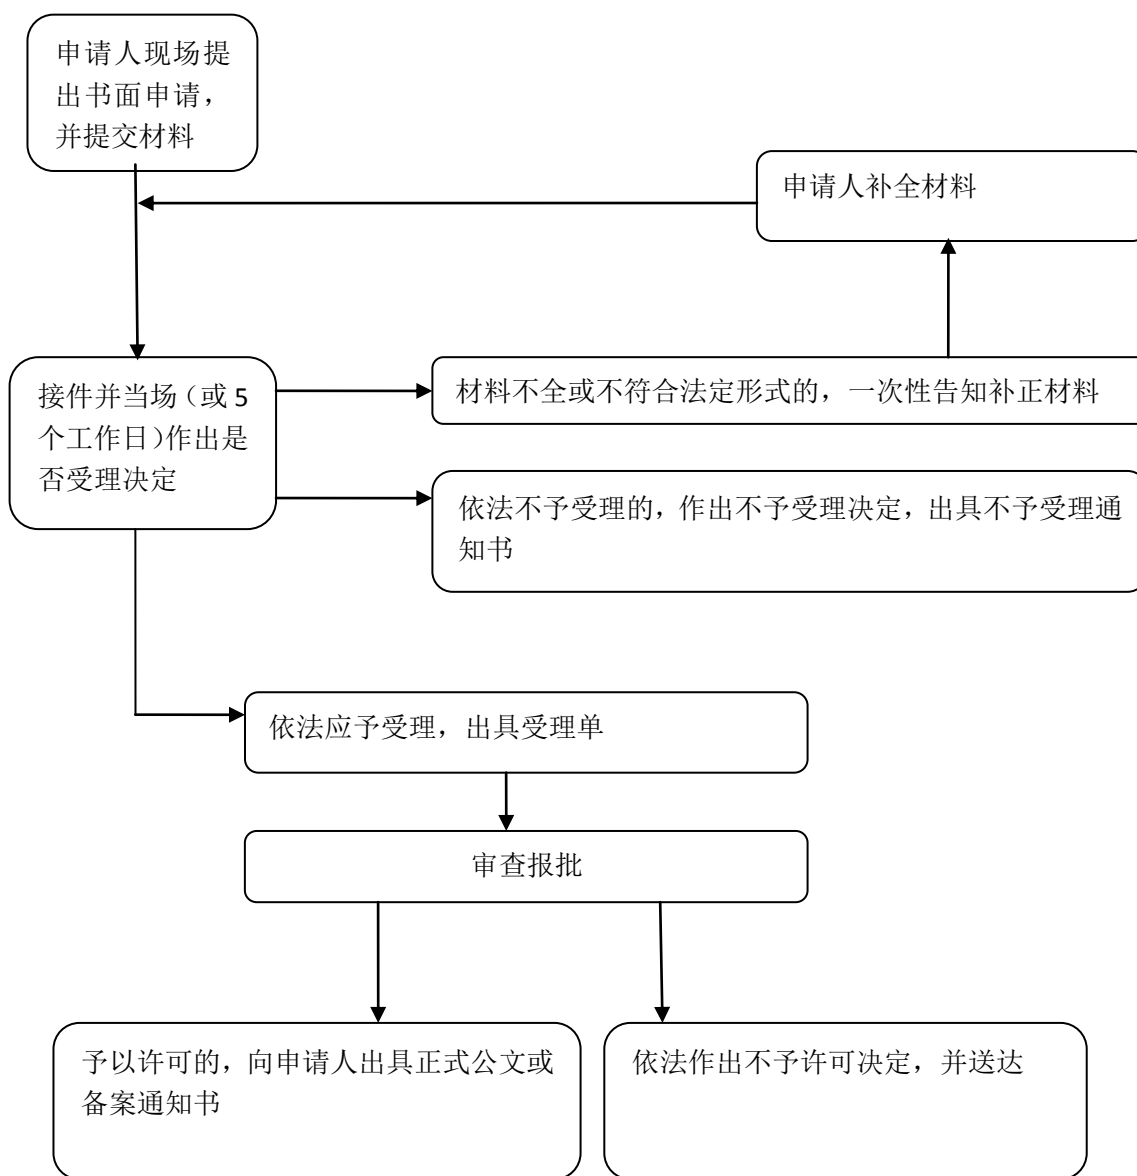 申请人现场提
出书面申请，
并提交材料
申请人补全材料
接件并当场（或 5
个工作日）作出是
否受理决定
材料不全或不符合法定形式的，一次性告知补正材料
依法不予受理的，作出不予受理决定，出具不予受理通
知书
依法应予受理，出具受理单
审查报批
予以许可的，向申请人出具正式公文或
备案通知书
依法作出不予许可决定，并送达